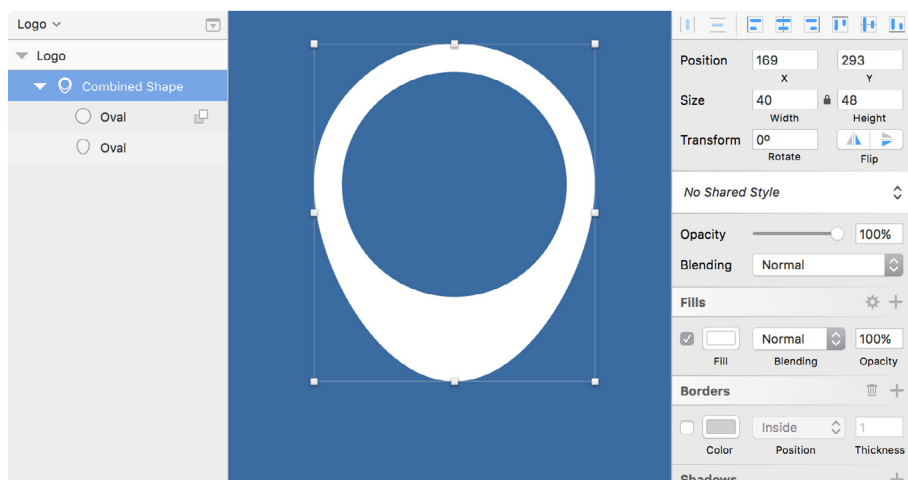 Logo
Logo
Combined Shape
Oval
Oval
Position 169 293
X Y
Size 40 48
Width Height
Transform 0º
Rotate Flip
No Shared Style
Opacity 100%
Blending Normal
Fills
Normal 100%
Fill Blending Opacity
Borders
Inside 1
Color Position Thickness
Shadows